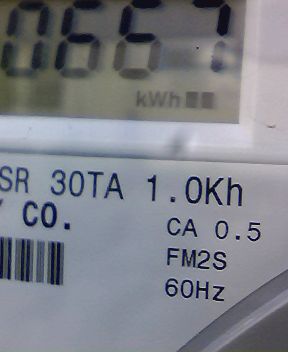 0667
kWh
SR 30TA 1.0Kh
Y CO.
CA 0.5
FM2S
60Hz